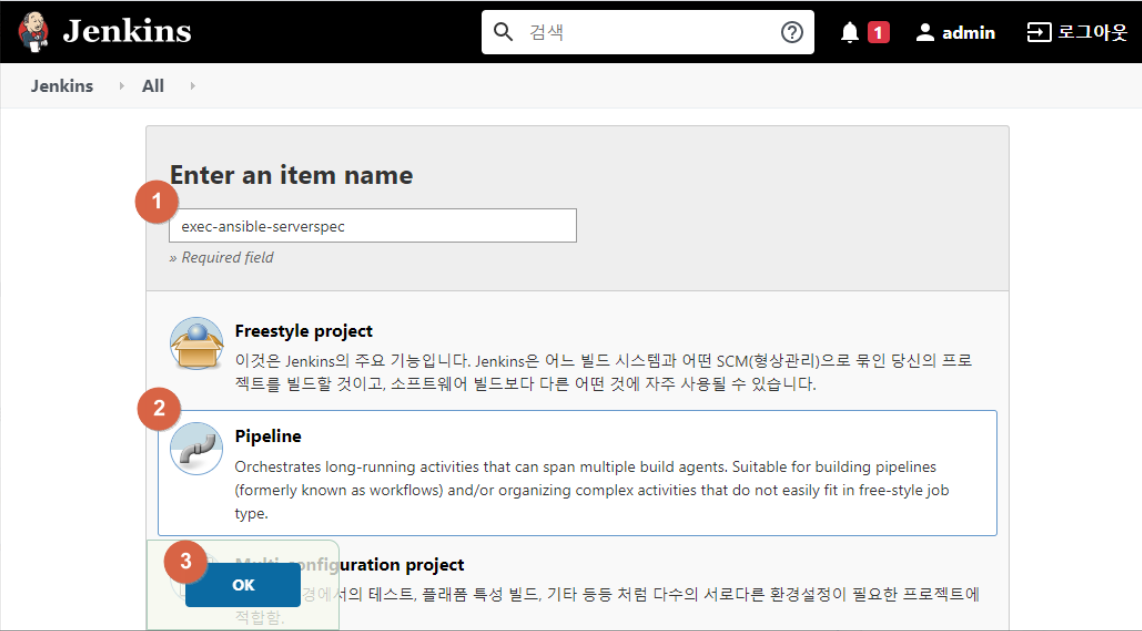 Jenkins
검색
1
admin
로그아웃
Jenkins
All
Enter an item name
1
exec-ansible-serverspec
» Required field
Freestyle project
이것은 Jenkins의 주요 기능입니다. Jenkins은 어느 빌드 시스템과 어떤 SCM(형상관리)으로 묶인 당신의 프로
젝트를 빌드할 것이고, 소프트웨어 빌드보다 다른 어떤 것에 자주 사용될 수 있습니다.
2
Pipeline
Orchestrates long-running activities that can span multiple build agents. Suitable for building pipelines
(formerly known as workflows) and/or organizing complex activities that do not easily fit in free-style job
type.
3
Multi-configuration project
OK
경에서의 테스트, 플래폼 특성 빌드, 기타 등등 처럼 다수의 서로다른 환경설정이 필요한 프로젝트에
적합함.